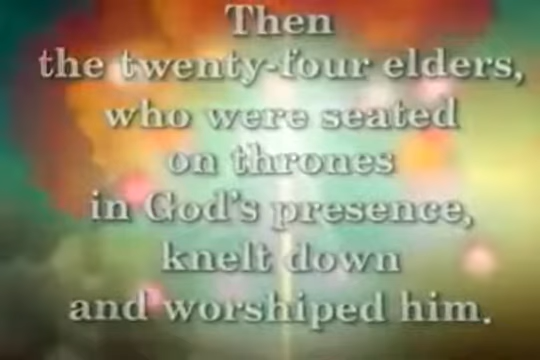 Then
the twenty-four elders,
who were seated
on thrones
in God's presence,
knelt down
and worshiped him.